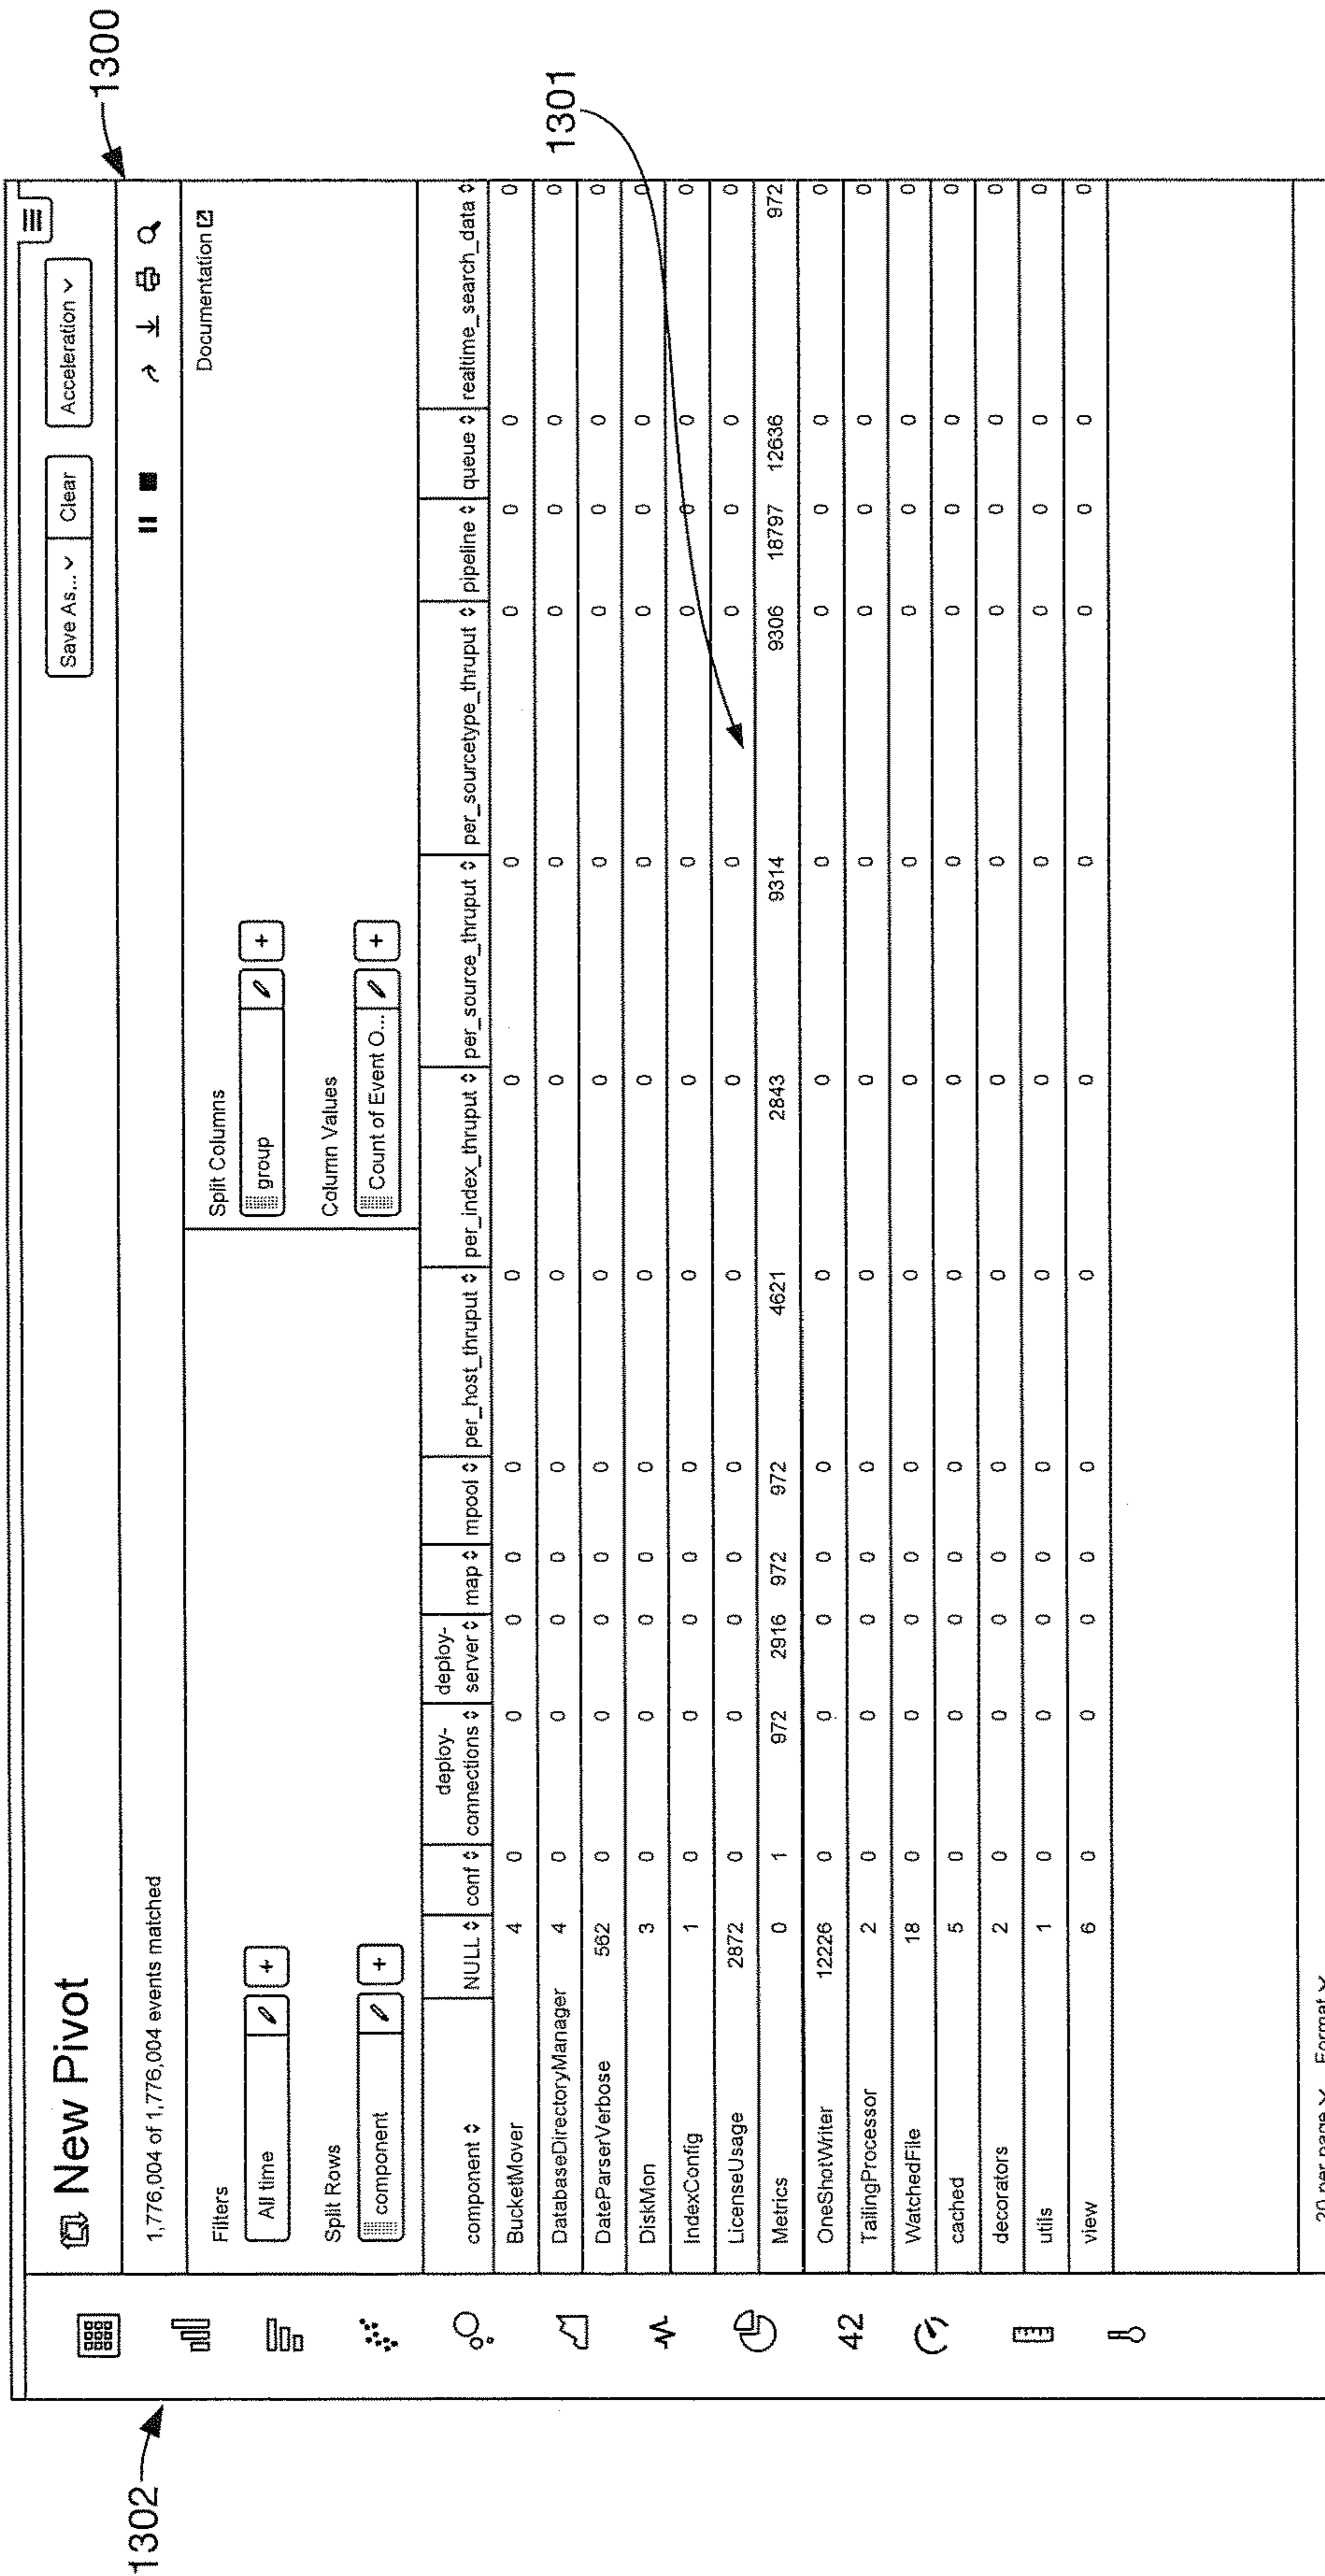 1300
1301
1302
New Pivot
Save As...
Clear
Acceleration
1,776,004 of 1,776,004 events matched
Filters
Split Columns
Documentation
All time
+
group
+
Split Rows
Column Values
component
+
Count of Event O...
+
component NULL conf deploy-connections deploy-server map mpool per_host_thruput per_index_thruput per_source_thruput per_sourcetype_thruput pipeline queue realtime_search_data
BucketMover 4 0 0 0 0 0 0 0 0 0 0 0 0
DatabaseDirectoryManager 4 0 0 0 0 0 0 0 0 0 0 0 0
DateParserVerbose 562 0 0 0 0 0 0 0 0 0 0 0 0
DiskMon 3 0 0 0 0 0 0 0 0 0 0 0 0
IndexConfig 1 0 0 0 0 0 0 0 0 0 0 0 0
LicenseUsage 2872 0 0 0 0 0 0 0 0 0 0 0 0
Metrics 0 1 972 2916 972 972 4621 2843 9314 9306 18797 12636 972
OneShotWriter 12226 0 0 0 0 0 0 0 0 0 0 0 0
TailingProcessor 2 0 0 0 0 0 0 0 0 0 0 0 0
WatchedFile 18 0 0 0 0 0 0 0 0 0 0 0 0
cached 5 0 0 0 0 0 0 0 0 0 0 0 0
decorators 2 0 0 0 0 0 0 0 0 0 0 0 0
utils 1 0 0 0 0 0 0 0 0 0 0 0 0
view 6 0 0 0 0 0 0 0 0 0 0 0 0
42
20 per page Format